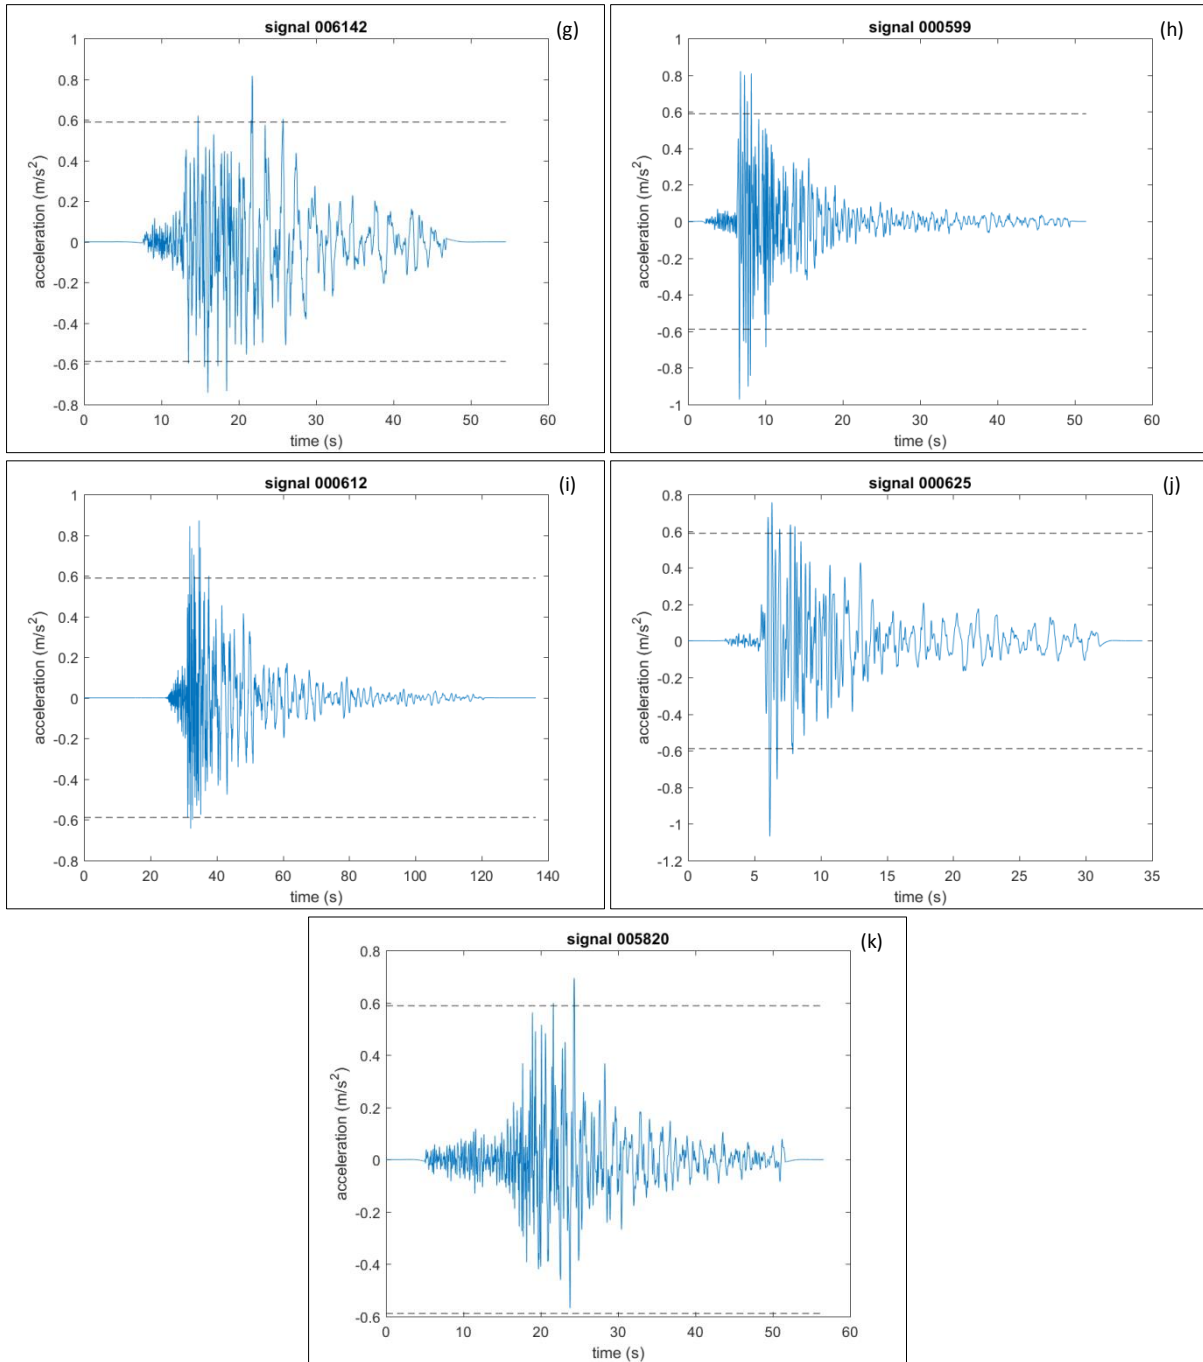 signal 006142
(g)
1
0.8
0.6
0.4
0.2
0
-0.2
-0.4
-0.6
-0.8
acceleration (m/s²)
0 10 20 30 40 50 60
time (s)
signal 000599
(h)
1
0.8
0.6
0.4
0.2
0
-0.2
-0.4
-0.6
-0.8
-1
acceleration (m/s²)
0 10 20 30 40 50 60
time (s)
signal 000612
(i)
1
0.8
0.6
0.4
0.2
0
-0.2
-0.4
-0.6
-0.8
acceleration (m/s²)
0 20 40 60 80 100 120 140
time (s)
signal 000625
(j)
0.8
0.6
0.4
0.2
0
-0.2
-0.4
-0.6
-0.8
-1
-1.2
acceleration (m/s²)
0 5 10 15 20 25 30 35
time (s)
signal 005820
(k)
0.8
0.6
0.4
0.2
0
-0.2
-0.4
-0.6
acceleration (m/s²)
0 10 20 30 40 50 60
time (s)